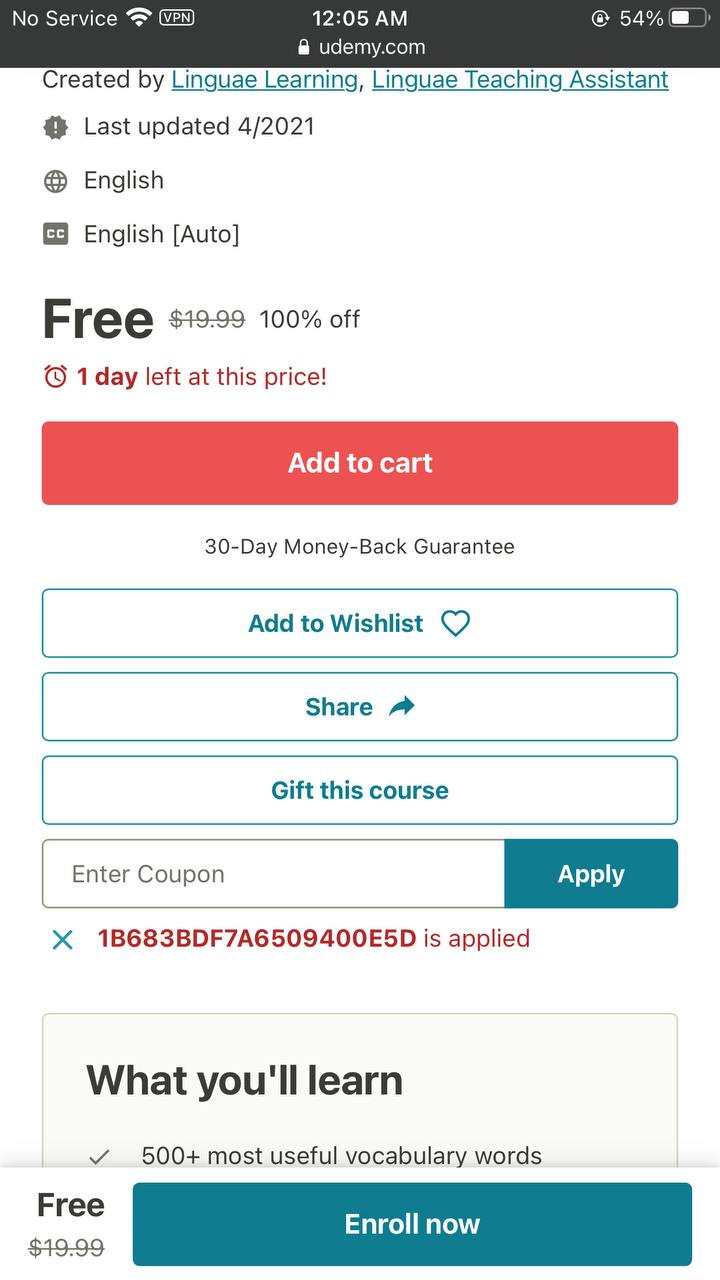 No Service VPN 12:05 AM 54%
udemy.com
Created by Linguae Learning, Linguae Teaching Assistant
Last updated 4/2021
English
CC English [Auto]
Free $19.99 100% off
1 day left at this price!
Add to cart
30-Day Money-Back Guarantee
Add to Wishlist
Share
Gift this course
Enter Coupon Apply
1B683BDF7A6509400E5D is applied
What you'll learn
500+ most useful vocabulary words
Free
$19.99
Enroll now